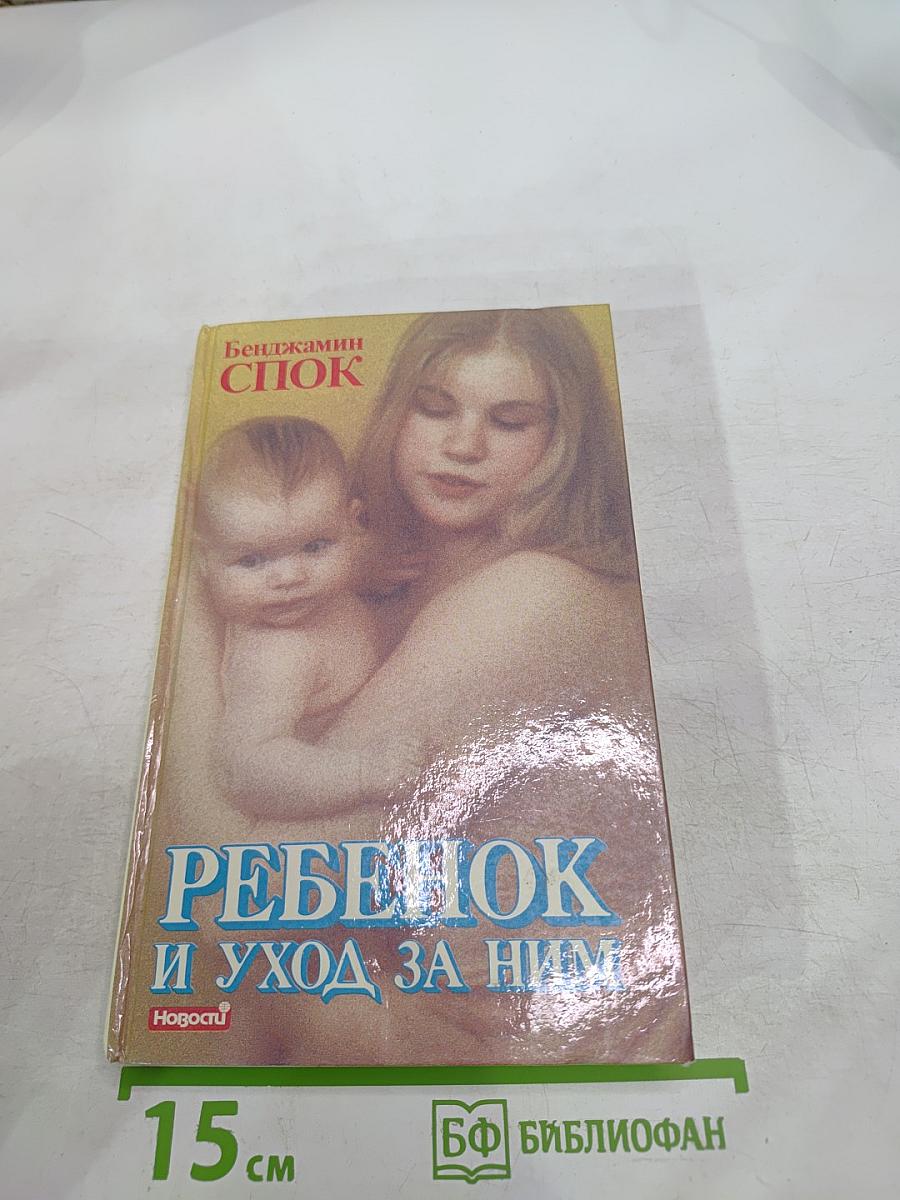 Бенджамин
СПОК
РЕБЕНОК
И УХОД ЗА НИМ
Новости
15 см
БФ БИБЛИОФАН